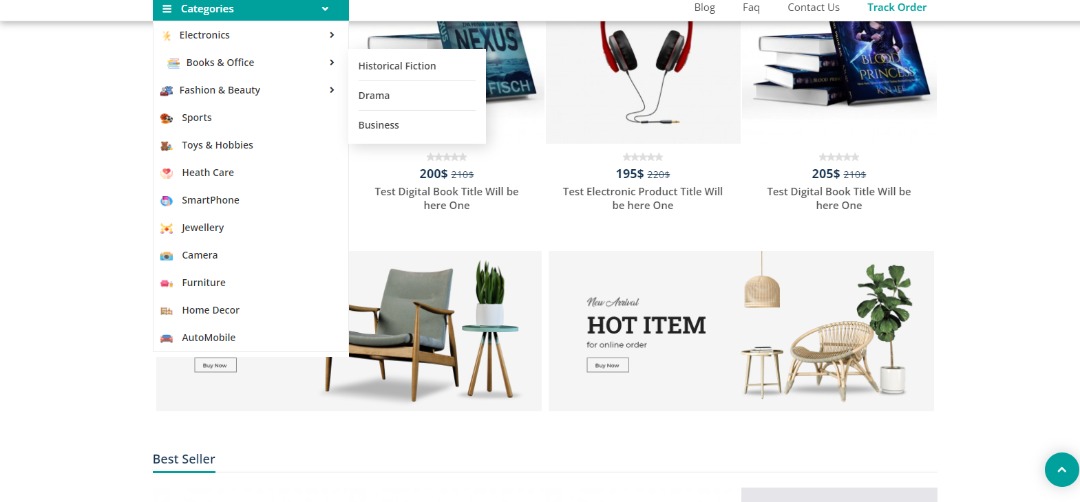 Categories
Blog
Faq
Contact Us
Track Order
Electronics
Books & Office
Fashion & Beauty
Sports
Toys & Hobbies
Heath Care
SmartPhone
Jewellery
Camera
Furniture
Home Decor
AutoMobile
Historical Fiction
Drama
Business
NEXUS
FISCH
BLOOD
PRINCESS
200$ 210$
Test Digital Book Title Will be
here One
195$ 220$
Test Electronic Product Title Will
be here One
205$ 210$
Test Digital Book Title Will be
here One
Buy Now
New Arrival
HOT ITEM
for online order
Buy Now
Best Seller